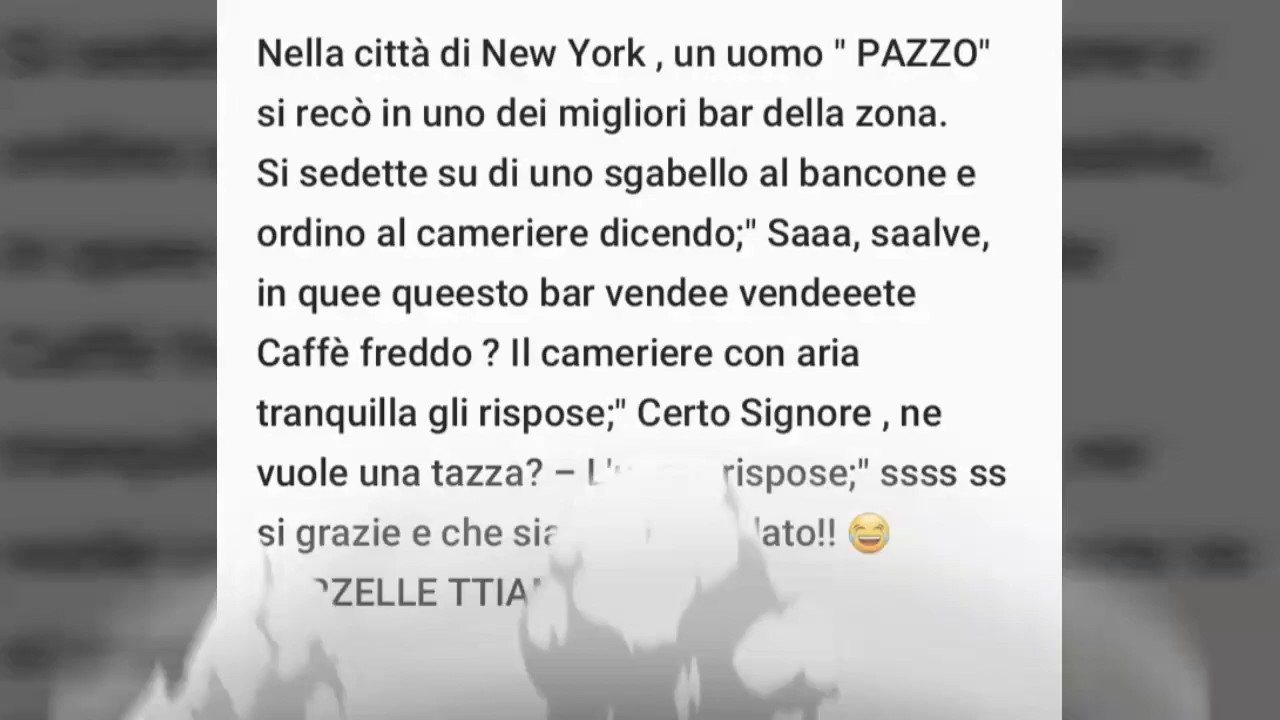 Nella città di New York , un uomo " PAZZO"
si recò in uno dei migliori bar della zona.
Si sedette su di uno sgabello al bancone e
ordino al cameriere dicendo;" Saaa, saalve,
in quee queesto bar vendee vendeeete
Caffè freddo ? Il cameriere con aria
tranquilla gli rispose;" Certo Signore , ne
vuole una tazza? – rispose;" ssss ss
si grazie e che 😂